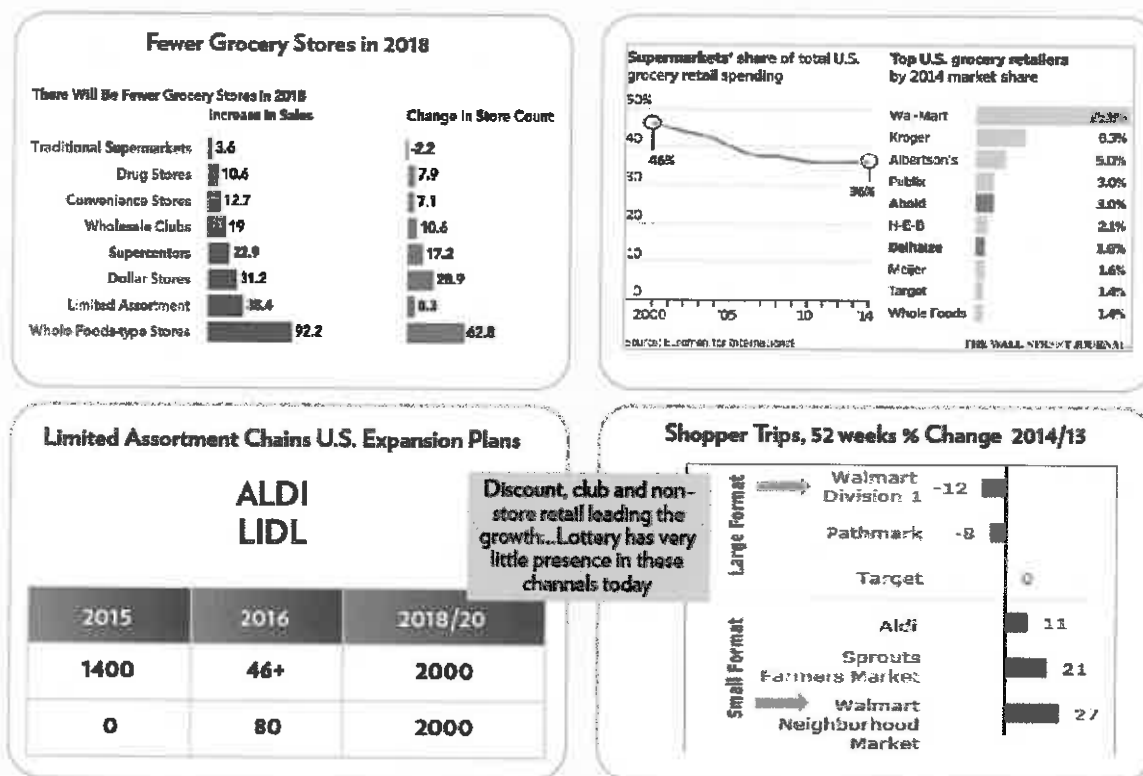 Fewer Grocery Stores in 2018
There Will Be Fewer Grocery Stores in 2018
Increase in Sales Change in Store Count
Traditional Supermarkets 3.6 -2.2
Drug Stores 10.6 7.9
Convenience Stores 12.7 7.1
Wholesale Clubs 19 10.6
Supercenters 23.9 17.2
Dollar Stores 31.2 28.9
Limited Assortment 35.4 8.3
Whole Foods-type Stores 92.2 62.8
Supermarkets' share of total U.S.
grocery retail spending
50%
40
46%
36%
30
20
10
0
2000 '05 '10 '14
Source: Euromonitor International
Top U.S. grocery retailers
by 2014 market share
Wal-Mart
Kroger
Albertson's 5.0%
Publix 3.0%
Ahold 3.0%
H-E-B 2.1%
Delhaize
Meijer 1.6%
Target 1.4%
Whole Foods 1.4%
THE WALL STREET JOURNAL.
Limited Assortment Chains U.S. Expansion Plans
ALDI
LIDL
2015 2016 2018/20
1400 46+ 2000
0 80 2000
Discount, club and non-
store retail leading the
growth...Lottery has very
little presence in these
channels today
Shopper Trips, 52 weeks % Change 2014/13
Large Format
Walmart
Division 1 -12
Pathmark -8
Target 0
Small Format
Aldi 11
Sprouts
Farmers Market 21
Walmart
Neighborhood
Market 27